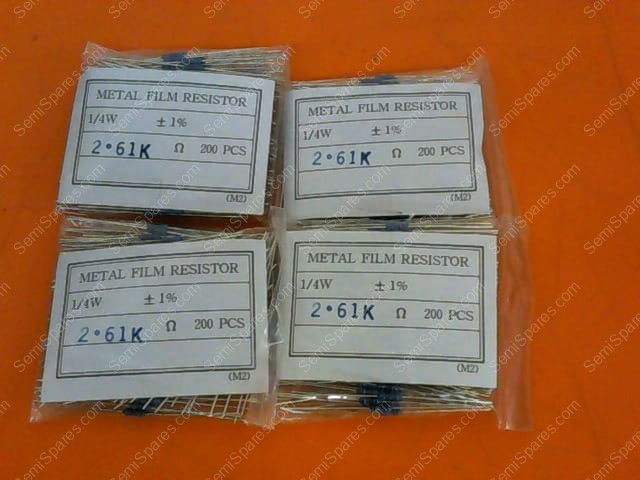 METAL FILM RESISTOR
1/4W ± 1%
2•61K Ω 200 PCS
(M2)
METAL FILM RESISTOR
1/4W ± 1%
2•61K Ω 200 PCS
(M2)
METAL FILM RESISTOR
1/4W ± 1%
2•61K Ω 200 PCS
(M2)
METAL FILM RESISTOR
1/4W ± 1%
2•61K Ω 200 PCS
(M2)
SemiSpares.com